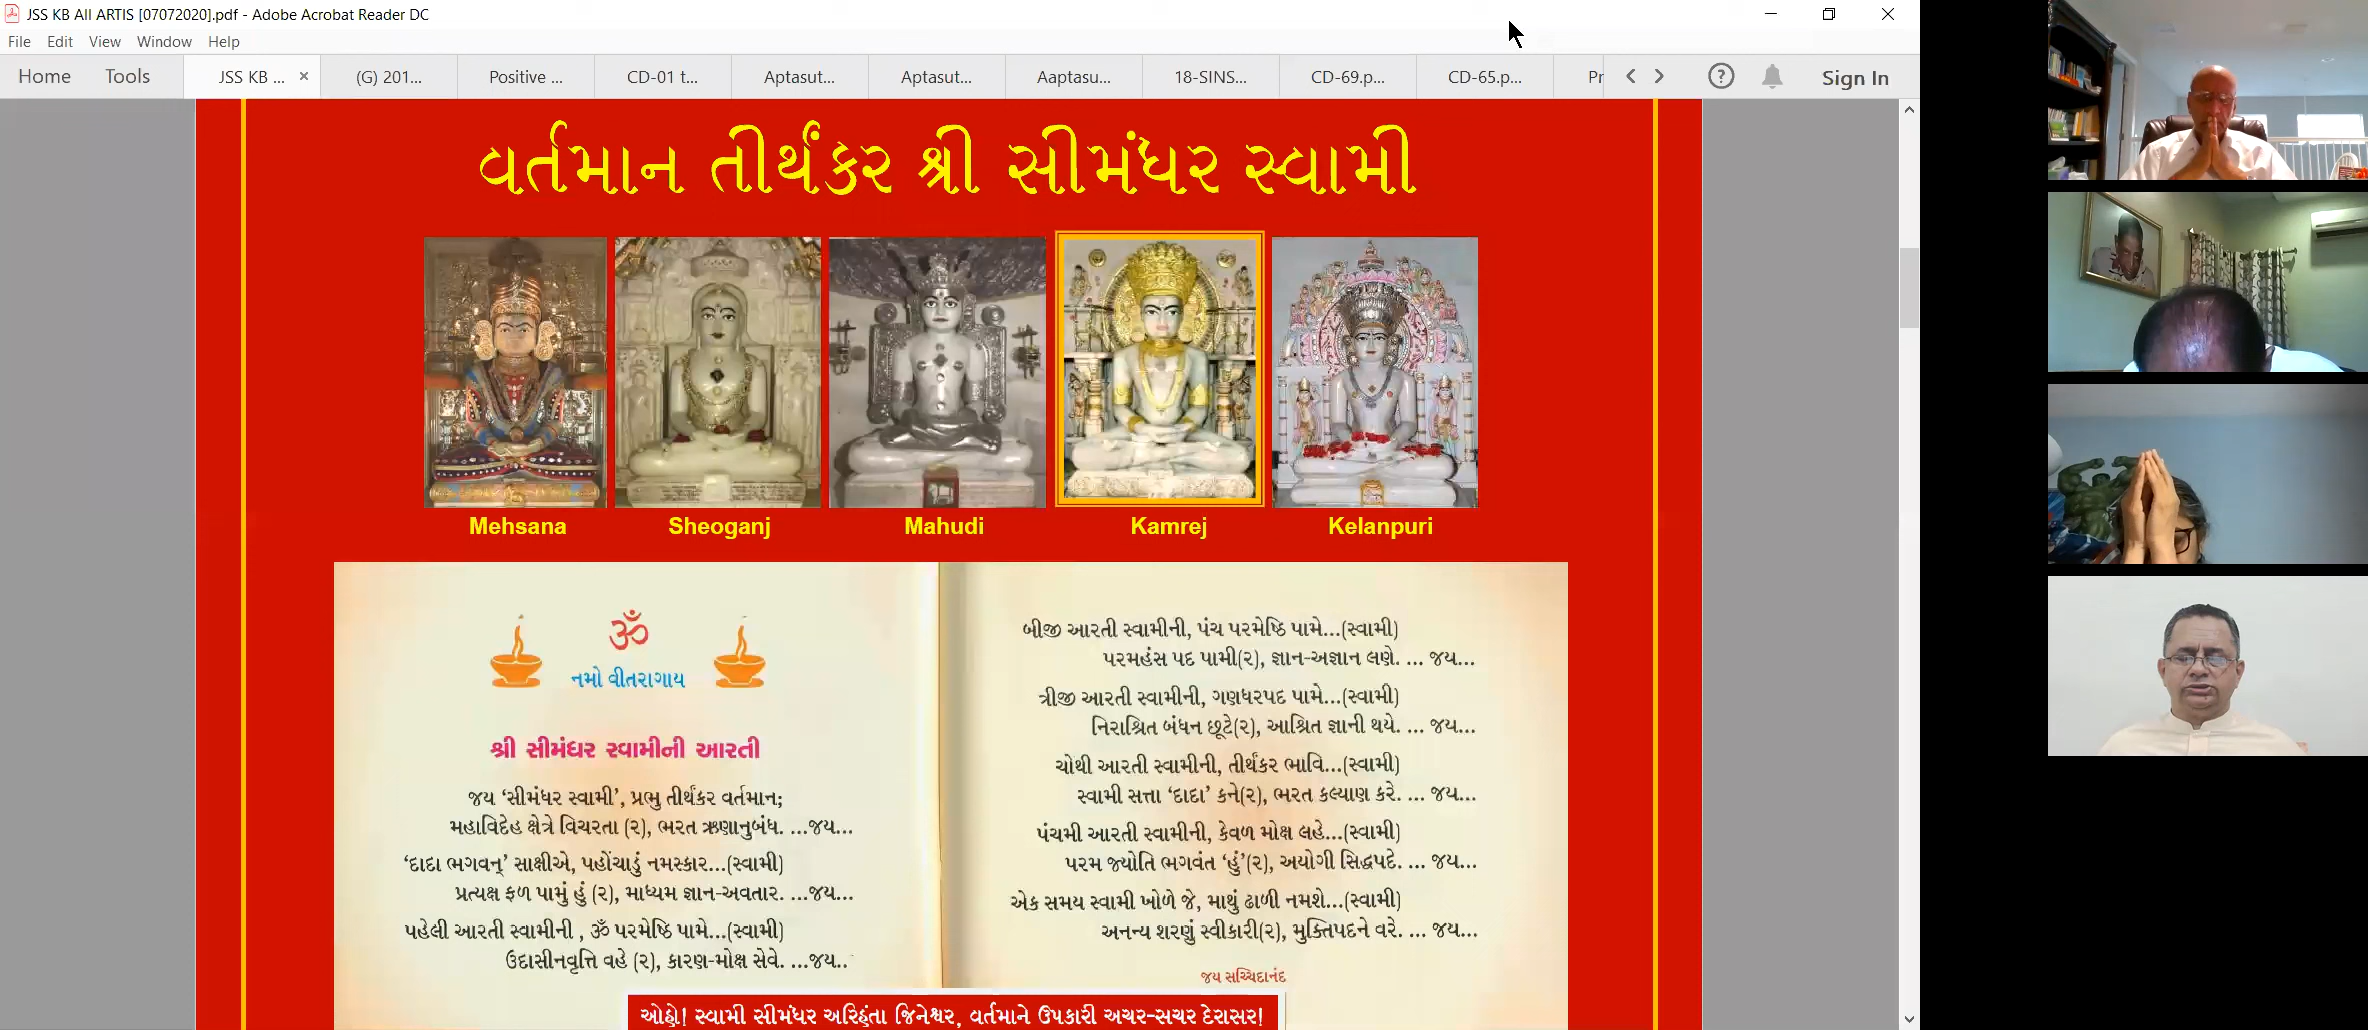 JSS KB All ARTIS [07072020].pdf - Adobe Acrobat Reader DC
File Edit View Window Help
Home Tools JSS KB ... × (G) 201... Positive ... CD-01 t... Aptasut... Aptasut... Aaptasu... 18-SINS... CD-69.p... CD-65.p... Pr Sign In
વર્તમાન તીર્થંકર શ્રી સીમંધર સ્વામી
Mehsana Sheoganj Mahudi Kamrej Kelanpuri
ૐ
નમો વીતરાગાય
શ્રી સીમંધર સ્વામીની આરતી
જય ‘સીમંધર સ્વામી’, પ્રભુ તીર્થંકર વર્તમાન;
મહાવિદેહ ક્ષેત્રે વિચરતા (૨), ભરત ઋણાનુબંધ. ...જય...
‘દાદા ભગવન્’ સાક્ષીએ, પહોંચાડું નમસ્કાર...(સ્વામી)
પ્રત્યક્ષ ફળ પામું હું (૨), માધ્યમ જ્ઞાન-અવતાર. ...જય...
પહેલી આરતી સ્વામીની , ૐ પરમેષ્ઠિ પામે...(સ્વામી)
ઉદાસીનવૃત્તિ વહે (૨), કારણ-મોક્ષ સેવે. ...જય...
બીજી આરતી સ્વામીની, પંચ પરમેષ્ઠિ પામે...(સ્વામી)
પરમહંસ પદ પામી(૨), જ્ઞાન-અજ્ઞાન લણે. ... જય...
ત્રીજી આરતી સ્વામીની, ગણધરપદ પામે...(સ્વામી)
નિરાશ્રિત બંધન છૂટે(૨), આશ્રિત જ્ઞાની થયે. ... જય...
ચોથી આરતી સ્વામીની, તીર્થંકર ભાવિ...(સ્વામી)
સ્વામી સત્તા ‘દાદા’ કને(૨), ભરત કલ્યાણ કરે. ... જય...
પંચમી આરતી સ્વામીની, કેવળ મોક્ષ લહે...(સ્વામી)
પરમ જ્યોતિ ભગવંત ‘હું’(૨), અયોગી સિદ્ધપદે. ... જય...
એક સમય સ્વામી ખોળે જે, માથું ઢાળી નમશે...(સ્વામી)
અનન્ય શરણું સ્વીકારી(૨), મુક્તિપદને વરે. ... જય...
જય સચ્ચિદાનંદ
ઓહો! સ્વામી સીમંધર અરિહંતા જિનેશ્વર, વર્તમાને ઉપકારી અચર-સચર દેરાસર!